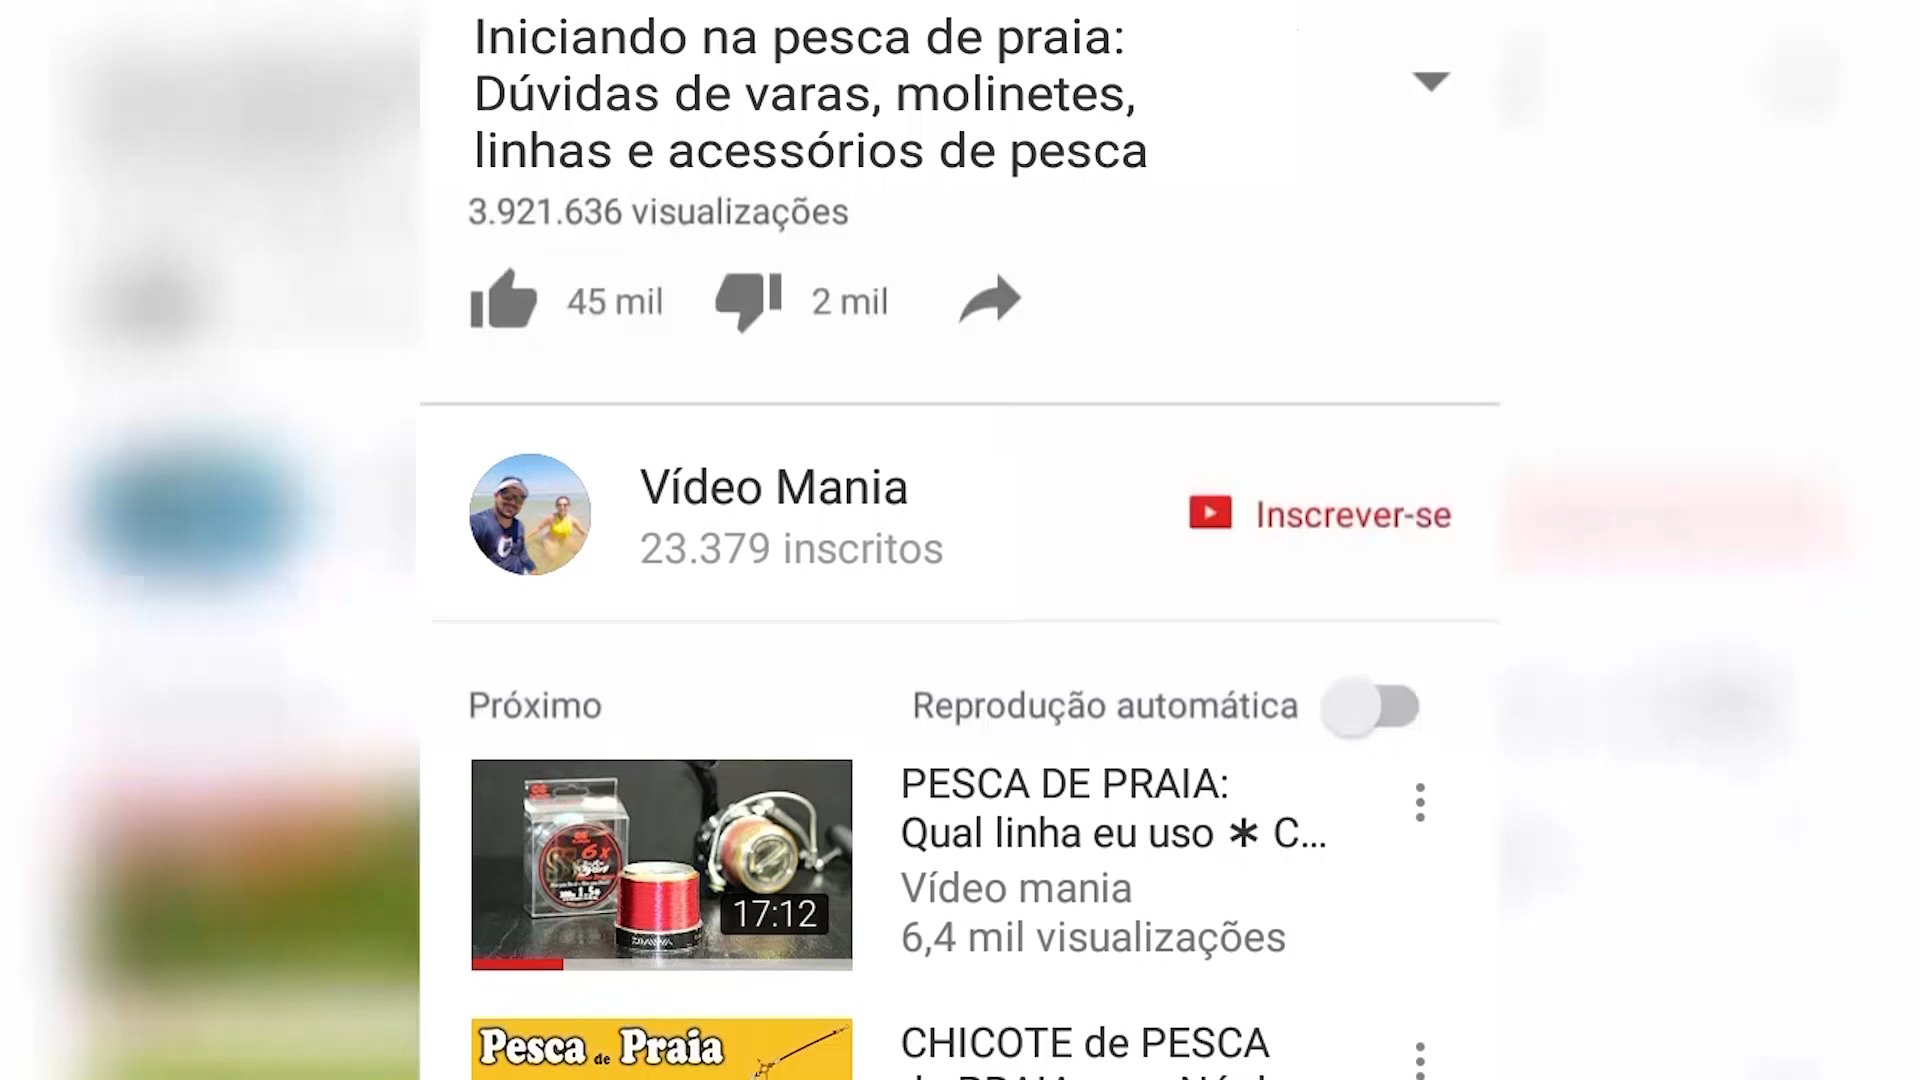 Iniciando na pesca de praia:
Dúvidas de varas, molinetes,
linhas e acessórios de pesca
3.921.636 visualizações
45 mil
2 mil
Vídeo Mania
23.379 inscritos
Inscrever-se
Próximo
Reprodução automática
6x
DAIWA
17:12
PESCA DE PRAIA:
Qual linha eu uso ∗ C...
Vídeo mania
6,4 mil visualizações
Pesca de Praia
CHICOTE de PESCA